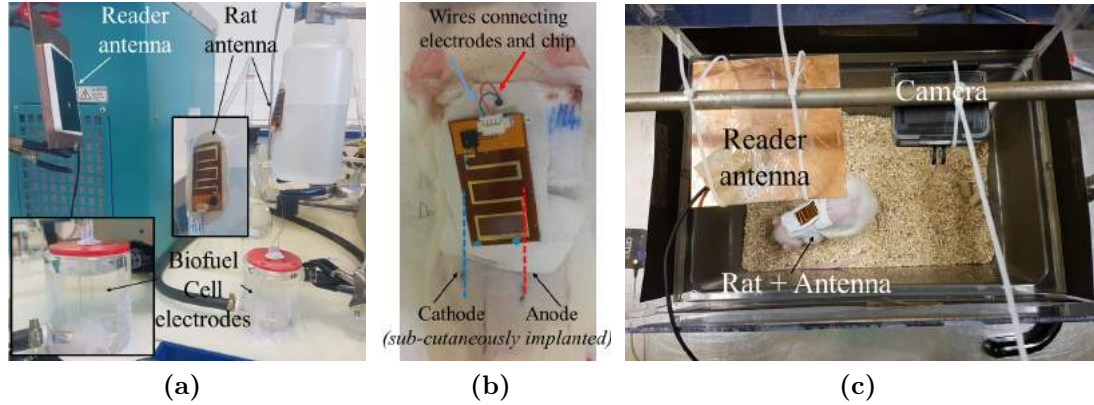 Reader
antenna
Rat
antenna
Biofuel
Cell
electrodes
(a)
Wires connecting
electrodes and chip
Cathode
Anode
(sub-cutaneously implanted)
(b)
Camera
Reader
antenna
Rat + Antenna
(c)